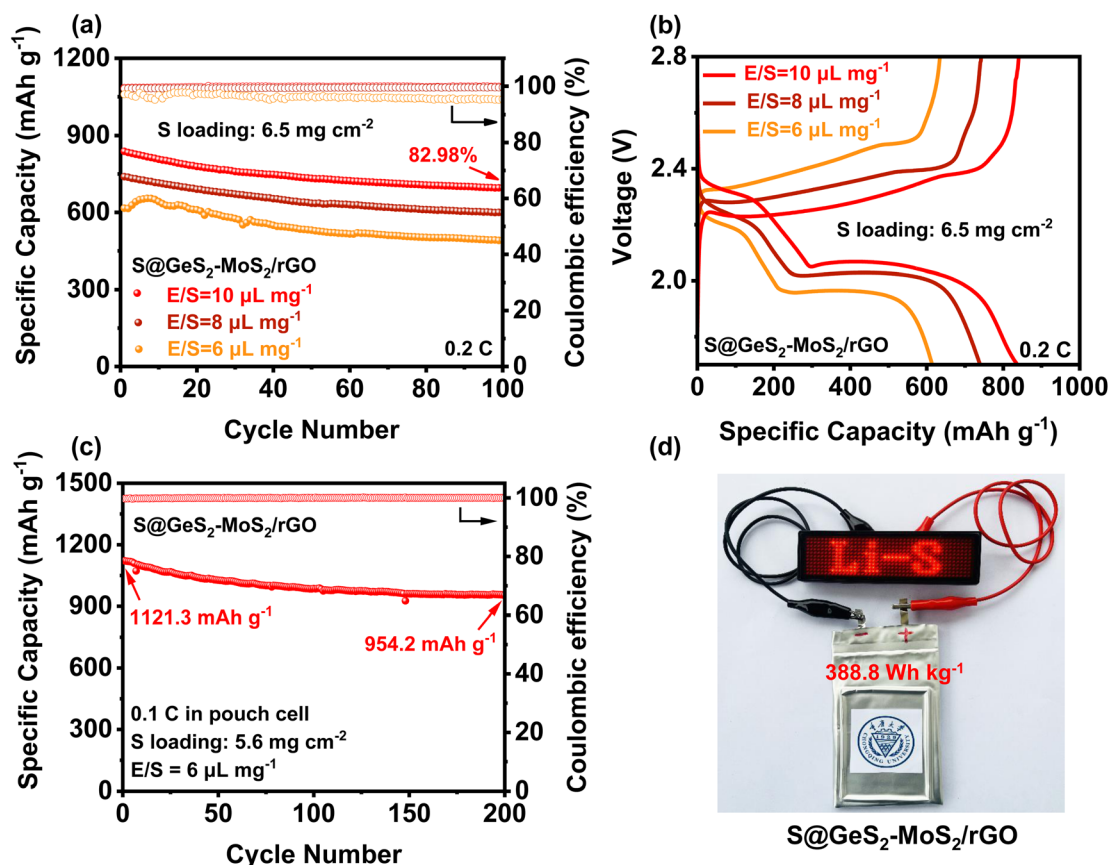 (a)
Specific Capacity (mAh g⁻¹)
1200
900
600
300
0
0 20 40 60 80 100
Cycle Number
100
80
60
40
20
0
Coulombic efficiency (%)
S loading: 6.5 mg cm⁻²
82.98%
S@GeS₂-MoS₂/rGO
E/S=10 μL mg⁻¹
E/S=8 μL mg⁻¹
E/S=6 μL mg⁻¹
0.2 C
(b)
Voltage (V)
2.8
2.4
2.0
E/S=10 μL mg⁻¹
E/S=8 μL mg⁻¹
E/S=6 μL mg⁻¹
S loading: 6.5 mg cm⁻²
S@GeS₂-MoS₂/rGO
0.2 C
0 200 400 600 800 1000
Specific Capacity (mAh g⁻¹)
(c)
Specific Capacity (mAh g⁻¹)
1500
1200
900
600
300
0
0 50 100 150 200
Cycle Number
100
80
60
40
20
0
Coulombic efficiency (%)
S@GeS₂-MoS₂/rGO
1121.3 mAh g⁻¹
954.2 mAh g⁻¹
0.1 C in pouch cell
S loading: 5.6 mg cm⁻²
E/S = 6 μL mg⁻¹
(d)
Li-S
- +
388.8 Wh kg⁻¹
1929
CHONGQING UNIVERSITY
S@GeS₂-MoS₂/rGO